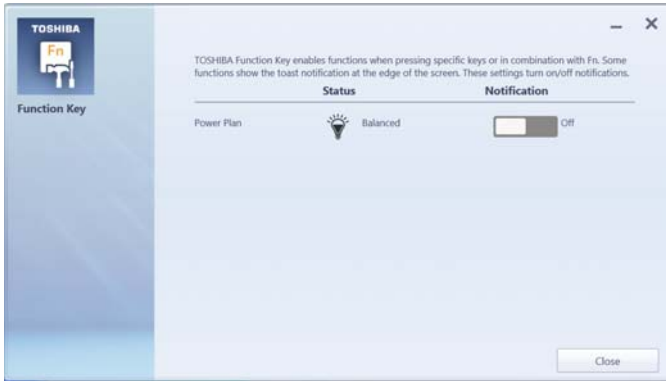 TOSHIBA
Fn
Function Key
TOSHIBA Function Key enables functions when pressing specific keys or in combination with Fn. Some
functions show the toast notification at the edge of the screen. These settings turn on/off notifications.
Status Notification
Power Plan Balanced Off
Close